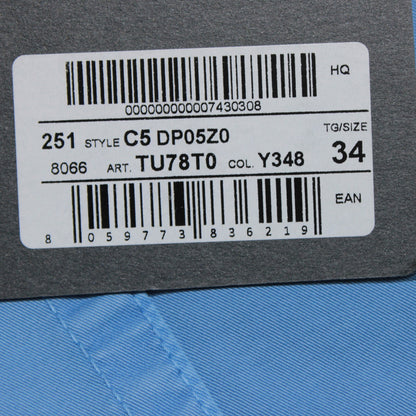 HQ
000000000007430308
251 STYLE C5 DP05Z0 TG/SIZE
8066 ART. TU78T0 COL. Y348 34
EAN
8 059773 836219